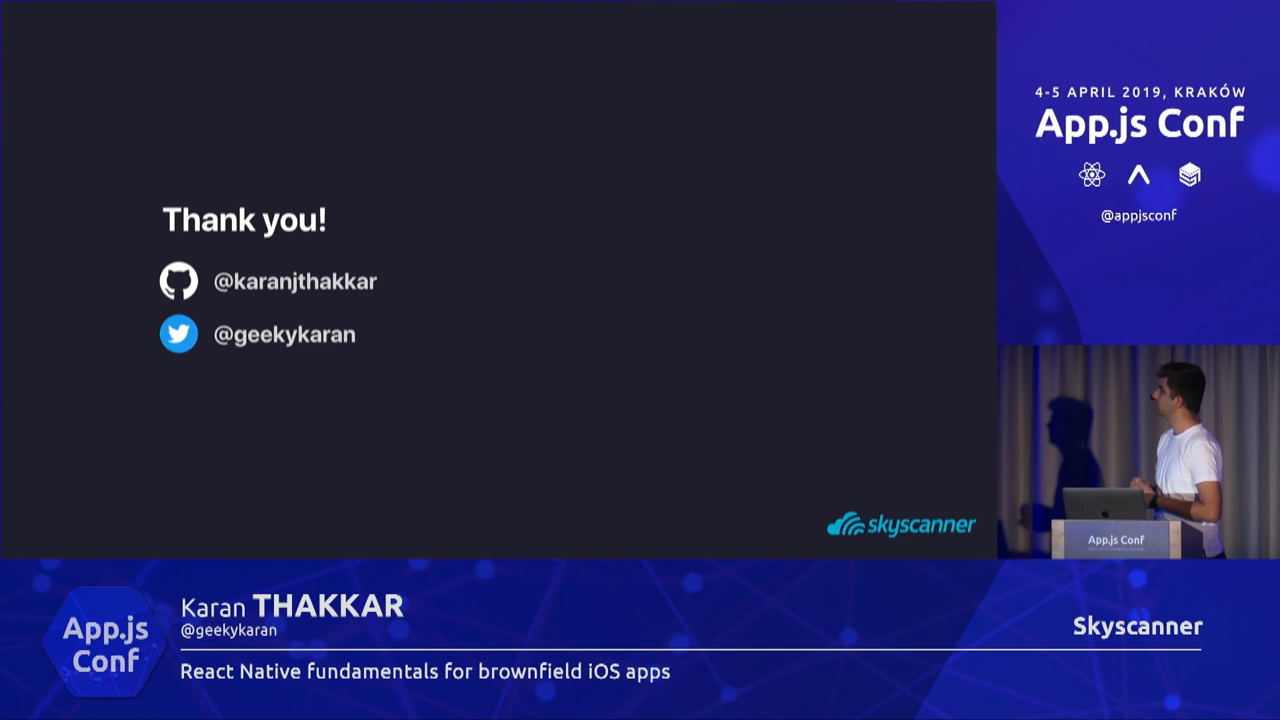 Thank you!
@karanjthakkar
@geekykaran
skyscanner
4-5 APRIL 2019, KRAKÓW
App.js Conf
@appjsconf
App.js Conf
App.js
Conf
Karan THAKKAR
@geekykaran
Skyscanner
React Native fundamentals for brownfield iOS apps